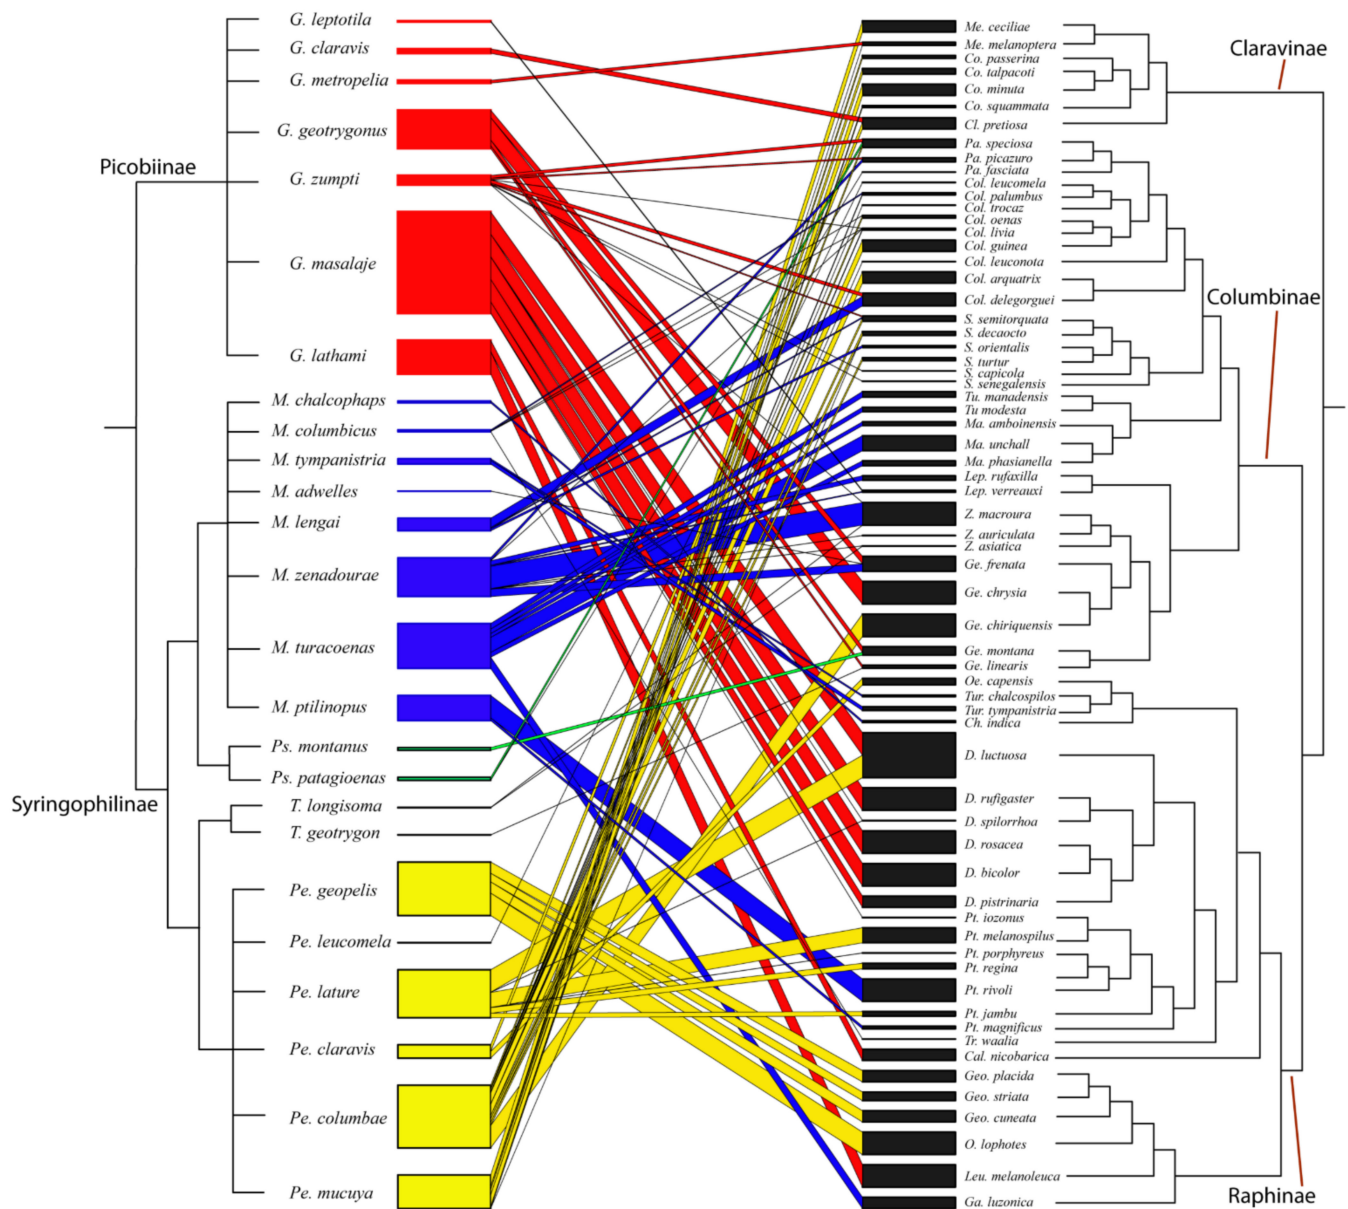 Picobiinae
Syringophilinae
G. leptotila
G. claravis
G. metropelia
G. geotrygonus
G. zumpti
G. masalaje
G. lathami
M. chalcophaps
M. columbicus
M. tympanistria
M. adwelles
M. lengai
M. zenadourae
M. turacoenas
M. ptilinopus
Ps. montanus
Ps. patagioenas
T. longisoma
T. geotrygon
Pe. geopelis
Pe. leucomela
Pe. lature
Pe. claravis
Pe. columbae
Pe. mucuya
Me. ceciliae
Me. melanoptera
Co. passerina
Co. talpacoti
Co. minuta
Co. squammata
Cl. pretiosa
Pa. speciosa
Pa. picazuro
Pa. fasciata
Col. leucomela
Col. palumbus
Col. trocaz
Col. oenas
Col. livia
Col. guinea
Col. leuconota
Col. arquatrix
Col. delegorguei
S. semitorquata
S. decaocto
S. orientalis
S. turtur
S. capicola
S. senegalensis
Tu. manadensis
Tu modesta
Ma. amboinensis
Ma. unchall
Ma. phasianella
Lep. rufaxilla
Lep. verreauxi
Z. macroura
Z. auriculata
Z. asiatica
Ge. frenata
Ge. chrysia
Ge. chiriquensis
Ge. montana
Ge. linearis
Oe. capensis
Tur. chalcospilos
Tur. tympanistria
Ch. indica
D. luctuosa
D. rufigaster
D. spilorrhoa
D. rosacea
D. bicolor
D. pistrinaria
Pt. iozonus
Pt. melanospilus
Pt. porphyreus
Pt. regina
Pt. rivoli
Pt. jambu
Pt. magnificus
Tr. waalia
Cal. nicobarica
Geo. placida
Geo. striata
Geo. cuneata
O. lophotes
Leu. melanoleuca
Ga. luzonica
Claravinae
Columbinae
Raphinae